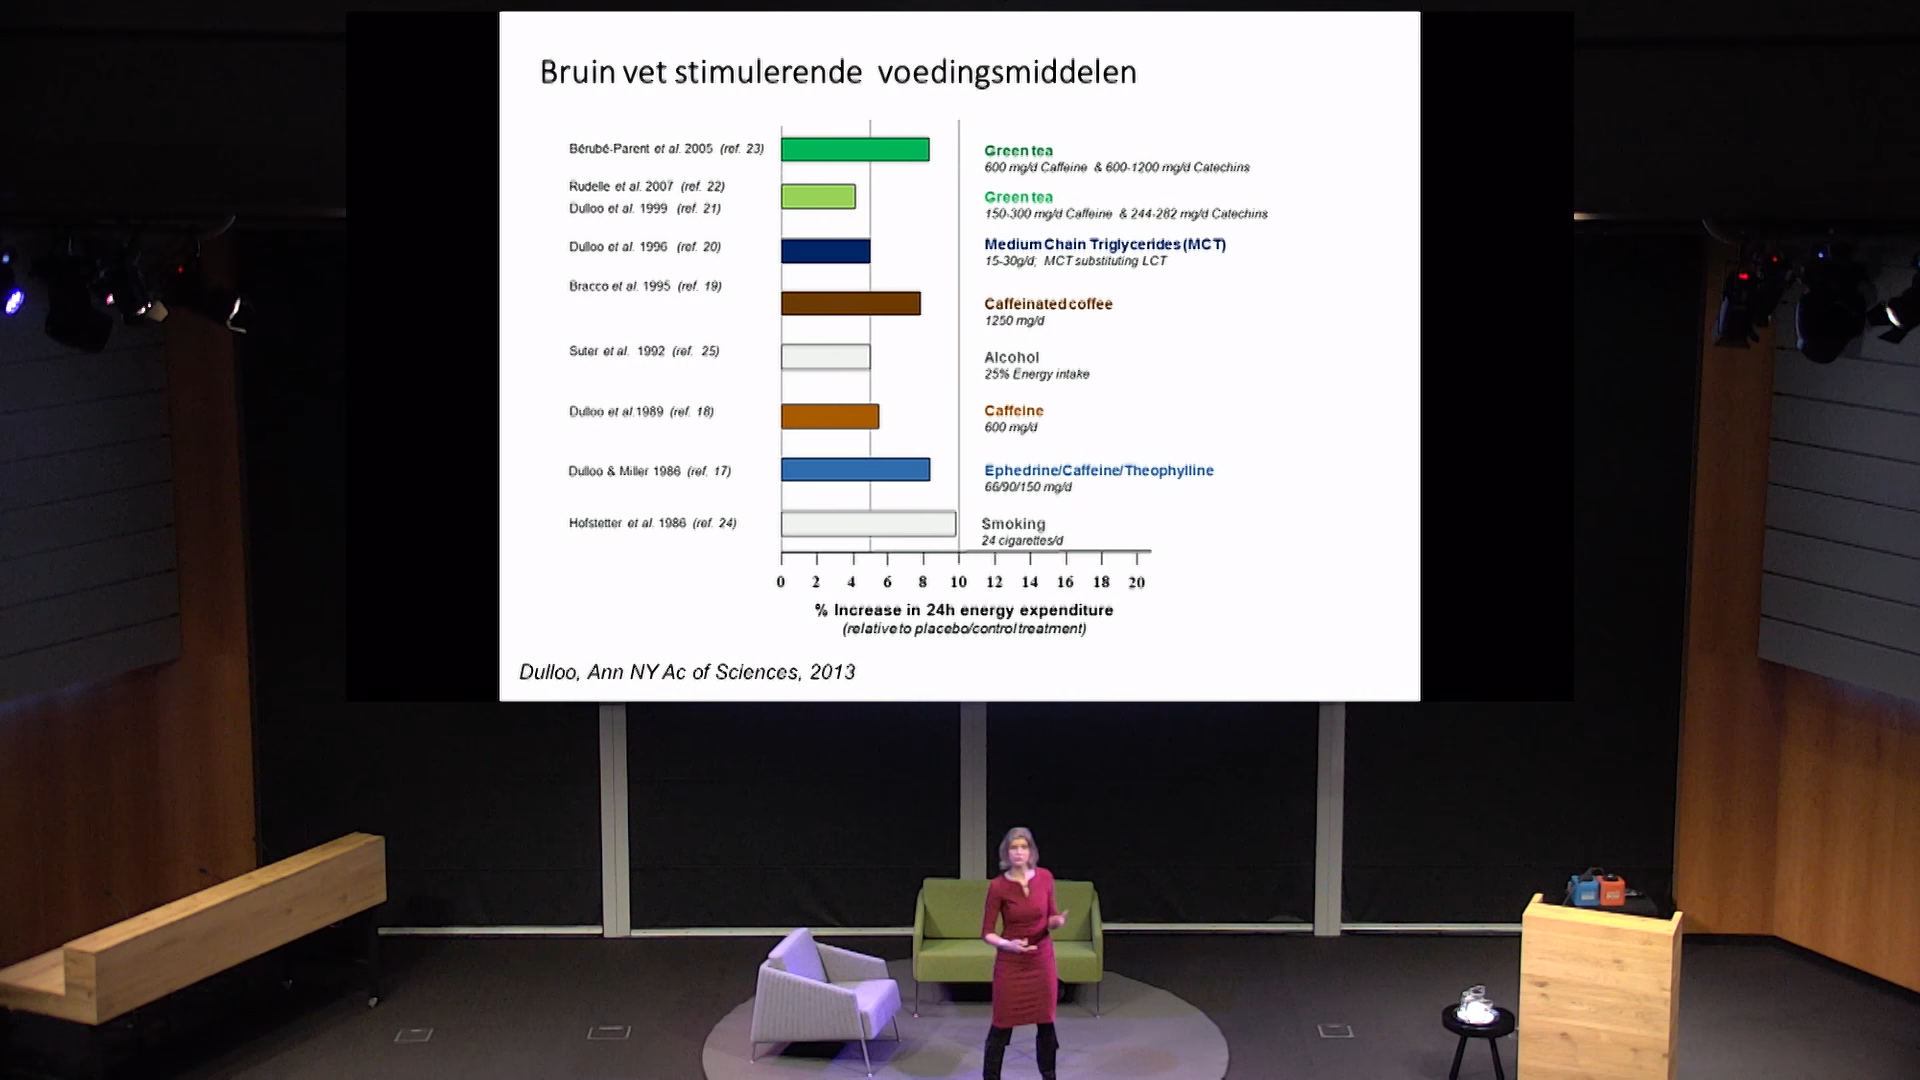 Bruin vet stimulerende voedingsmiddelen
Bérubé-Parent et al. 2005 (ref. 23)
Green tea
600 mg/d Caffeine & 600-1200 mg/d Catechins
Rudelle et al. 2007 (ref. 22)
Dulloo et al. 1999 (ref. 21)
Green tea
150-300 mg/d Caffeine & 244-282 mg/d Catechins
Dulloo et al. 1996 (ref. 20)
Medium Chain Triglycerides (MCT)
15-30g/d; MCT substituting LCT
Bracco et al. 1995 (ref. 19)
Caffeinated coffee
1250 mg/d
Suter et al. 1992 (ref. 25)
Alcohol
25% Energy intake
Dulloo et al. 1989 (ref. 18)
Caffeine
600 mg/d
Dulloo & Miller 1986 (ref. 17)
Ephedrine/Caffeine/Theophylline
66/90/150 mg/d
Hofstetter et al. 1986 (ref. 24)
Smoking
24 cigarettes/d
0 2 4 6 8 10 12 14 16 18 20
% Increase in 24h energy expenditure
(relative to placebo/control treatment)
Dulloo, Ann NY Ac of Sciences, 2013